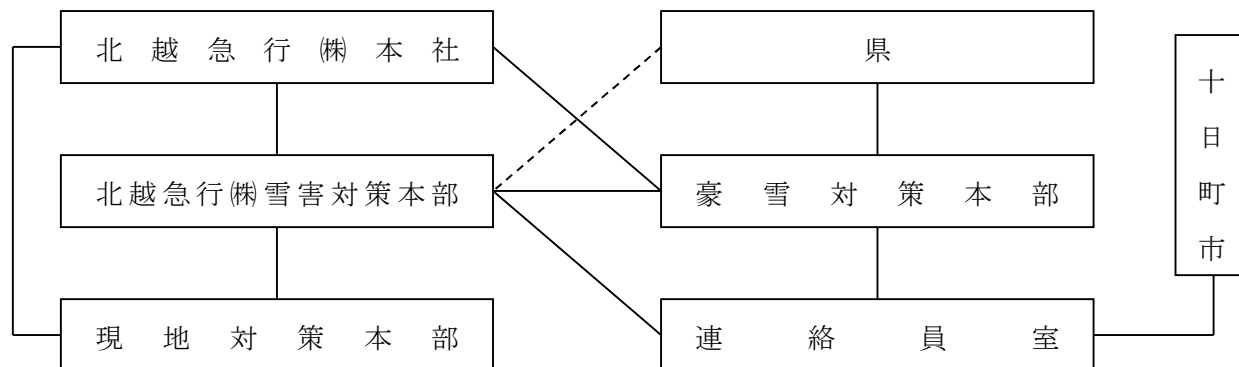 北越急行㈱本社
県
十日町市
北越急行㈱雪害対策本部
豪雪対策本部
現地対策本部
連絡員室